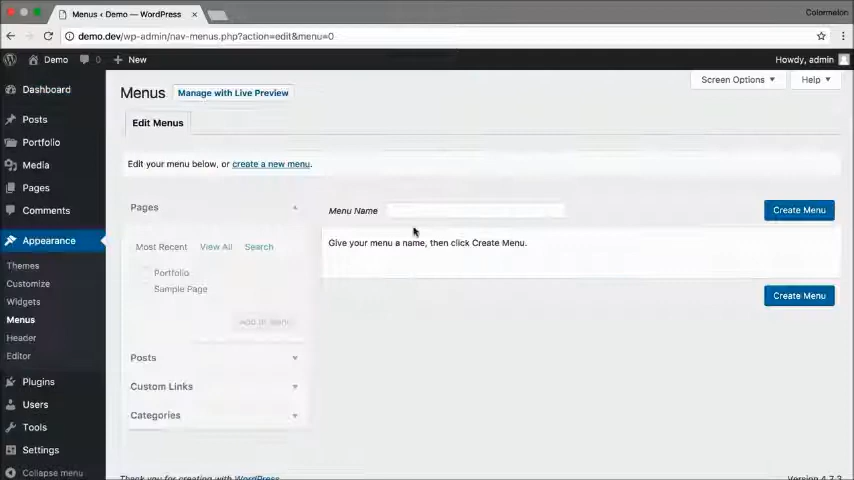 Menus ‹ Demo — WordPress
Colormelon
demo.dev/wp-admin/nav-menus.php?action=edit&menu=0
Demo 0 + New Howdy, admin
Dashboard
Posts
Portfolio
Media
Pages
Comments
Appearance
Themes
Customize
Widgets
Menus
Header
Editor
Plugins
Users
Tools
Settings
Collapse menu
Screen Options Help
Menus Manage with Live Preview
Edit Menus
Edit your menu below, or create a new menu.
Pages
Most Recent View All Search
Portfolio
Sample Page
Add to Menu
Posts
Custom Links
Categories
Menu Name Create Menu
Give your menu a name, then click Create Menu.
Create Menu
Thank you for creating with WordPress.
Version 4.7.3